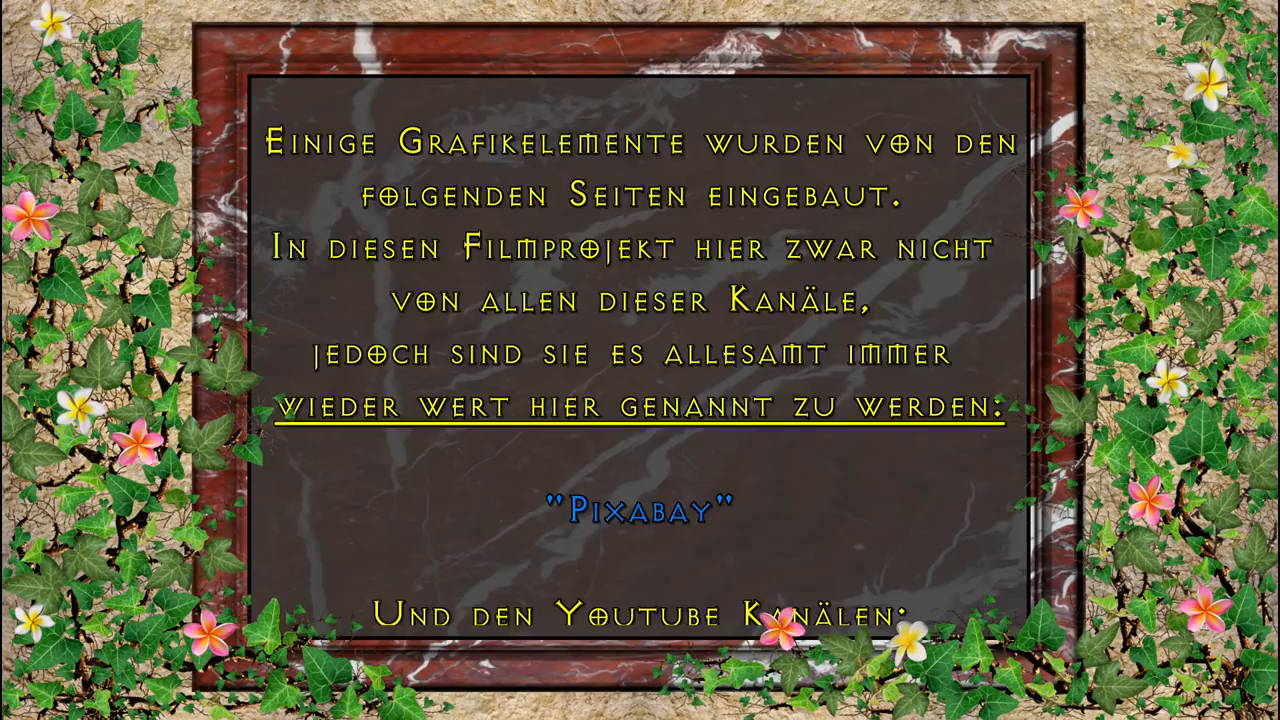 Einige Grafikelemente wurden von den
folgenden Seiten eingebaut.
In diesen Filmprojekt hier zwar nicht
von allen dieser Kanäle,
jedoch sind sie es allesamt immer
wieder wert hier genannt zu werden:
"Pixabay"
Und den Youtube Kanälen: